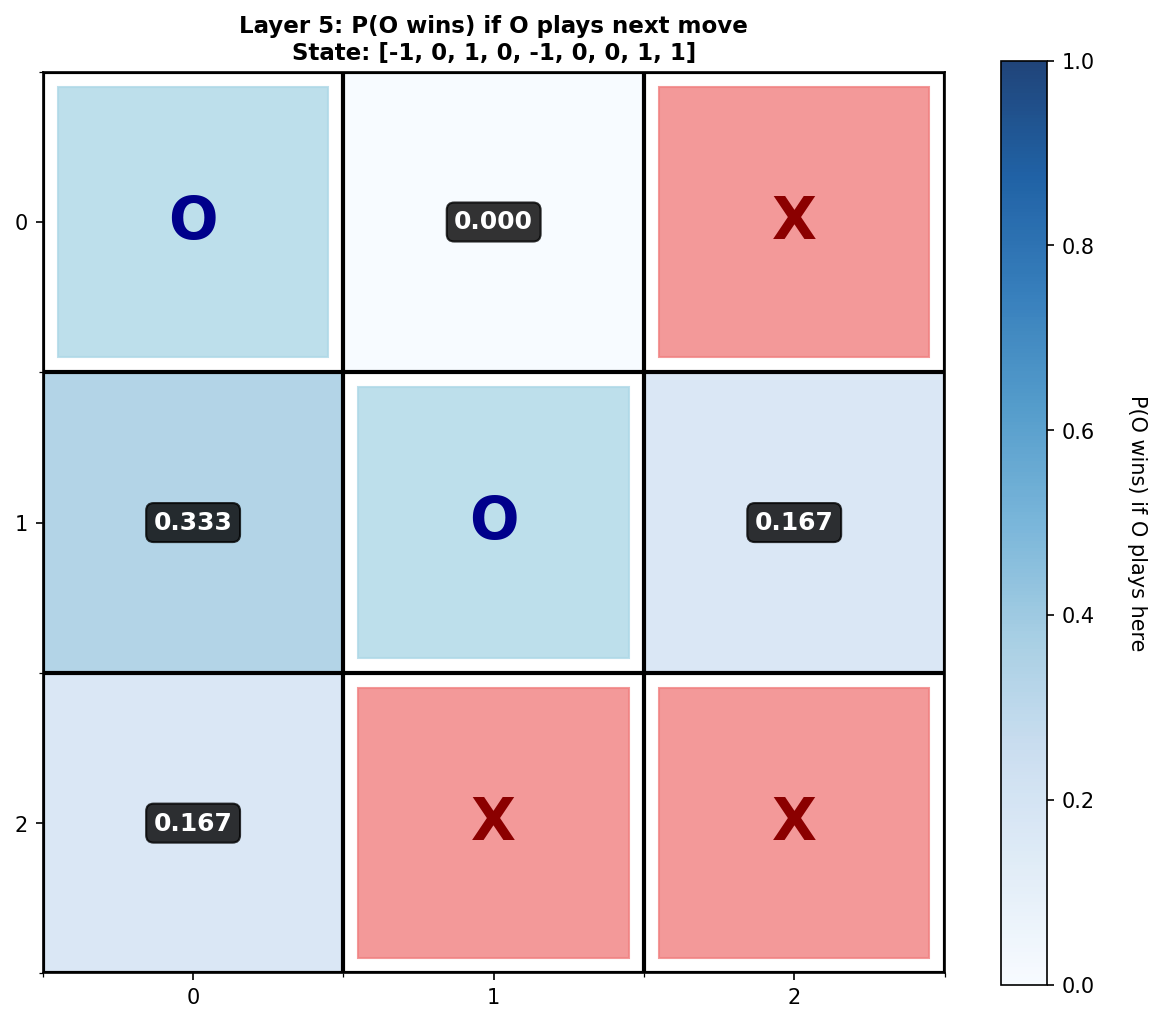 Layer 5: P(O wins) if O plays next move
State: [-1, 0, 1, 0, -1, 0, 0, 1, 1]
0
O
0.000
X
1
0.333
O
0.167
2
0.167
X
X
0
1
2
1.0
0.8
0.6
0.4
0.2
0.0
P(O wins) if O plays here